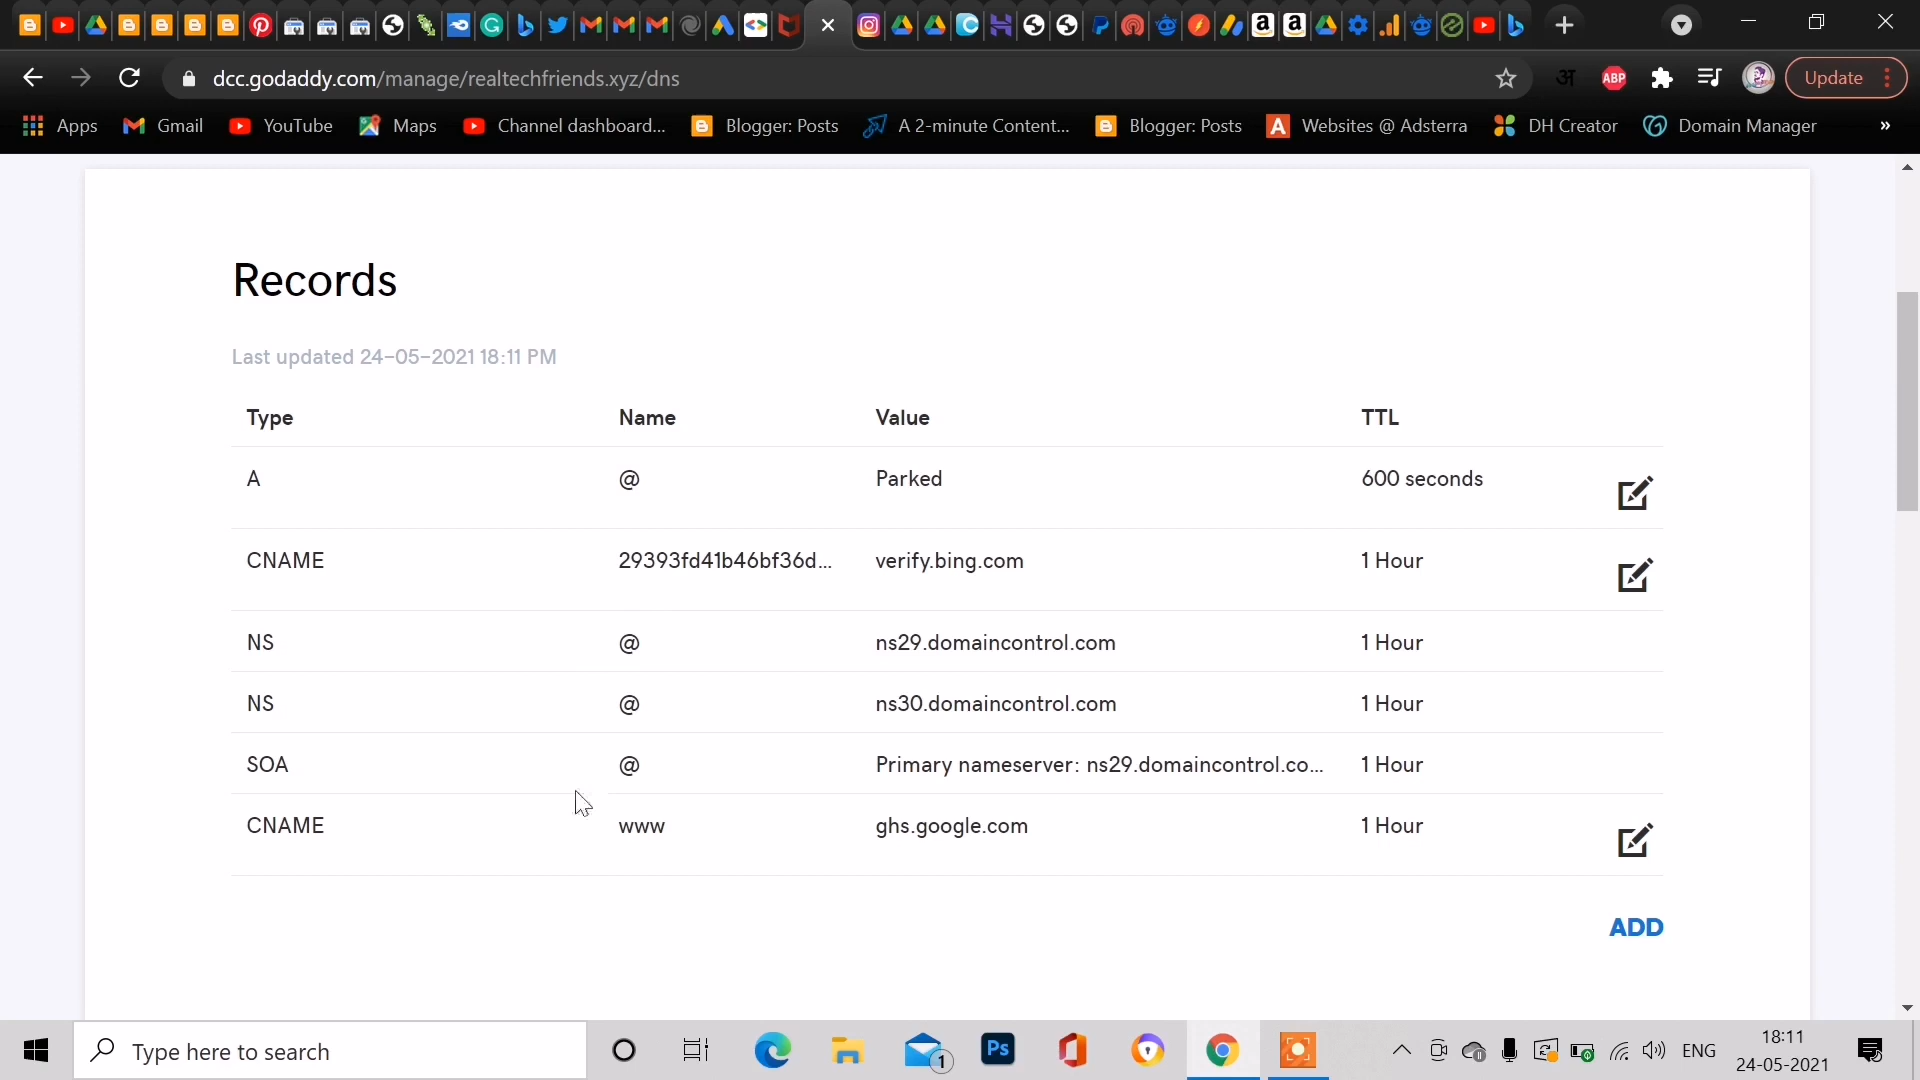 dcc.godaddy.com/manage/realtechfriends.xyz/dns
ABP
Update
Apps
Gmail
YouTube
Maps
Channel dashboard...
Blogger: Posts
A 2-minute Content...
Blogger: Posts
Websites @ Adsterra
DH Creator
Domain Manager
»
Records
Last updated 24-05-2021 18:11 PM
Type Name Value TTL
A @ Parked 600 seconds
CNAME 29393fd41b46bf36d... verify.bing.com 1 Hour
NS @ ns29.domaincontrol.com 1 Hour
NS @ ns30.domaincontrol.com 1 Hour
SOA @ Primary nameserver: ns29.domaincontrol.co... 1 Hour
CNAME www ghs.google.com 1 Hour
ADD
Type here to search
1
Ps
ENG
18:11
24-05-2021